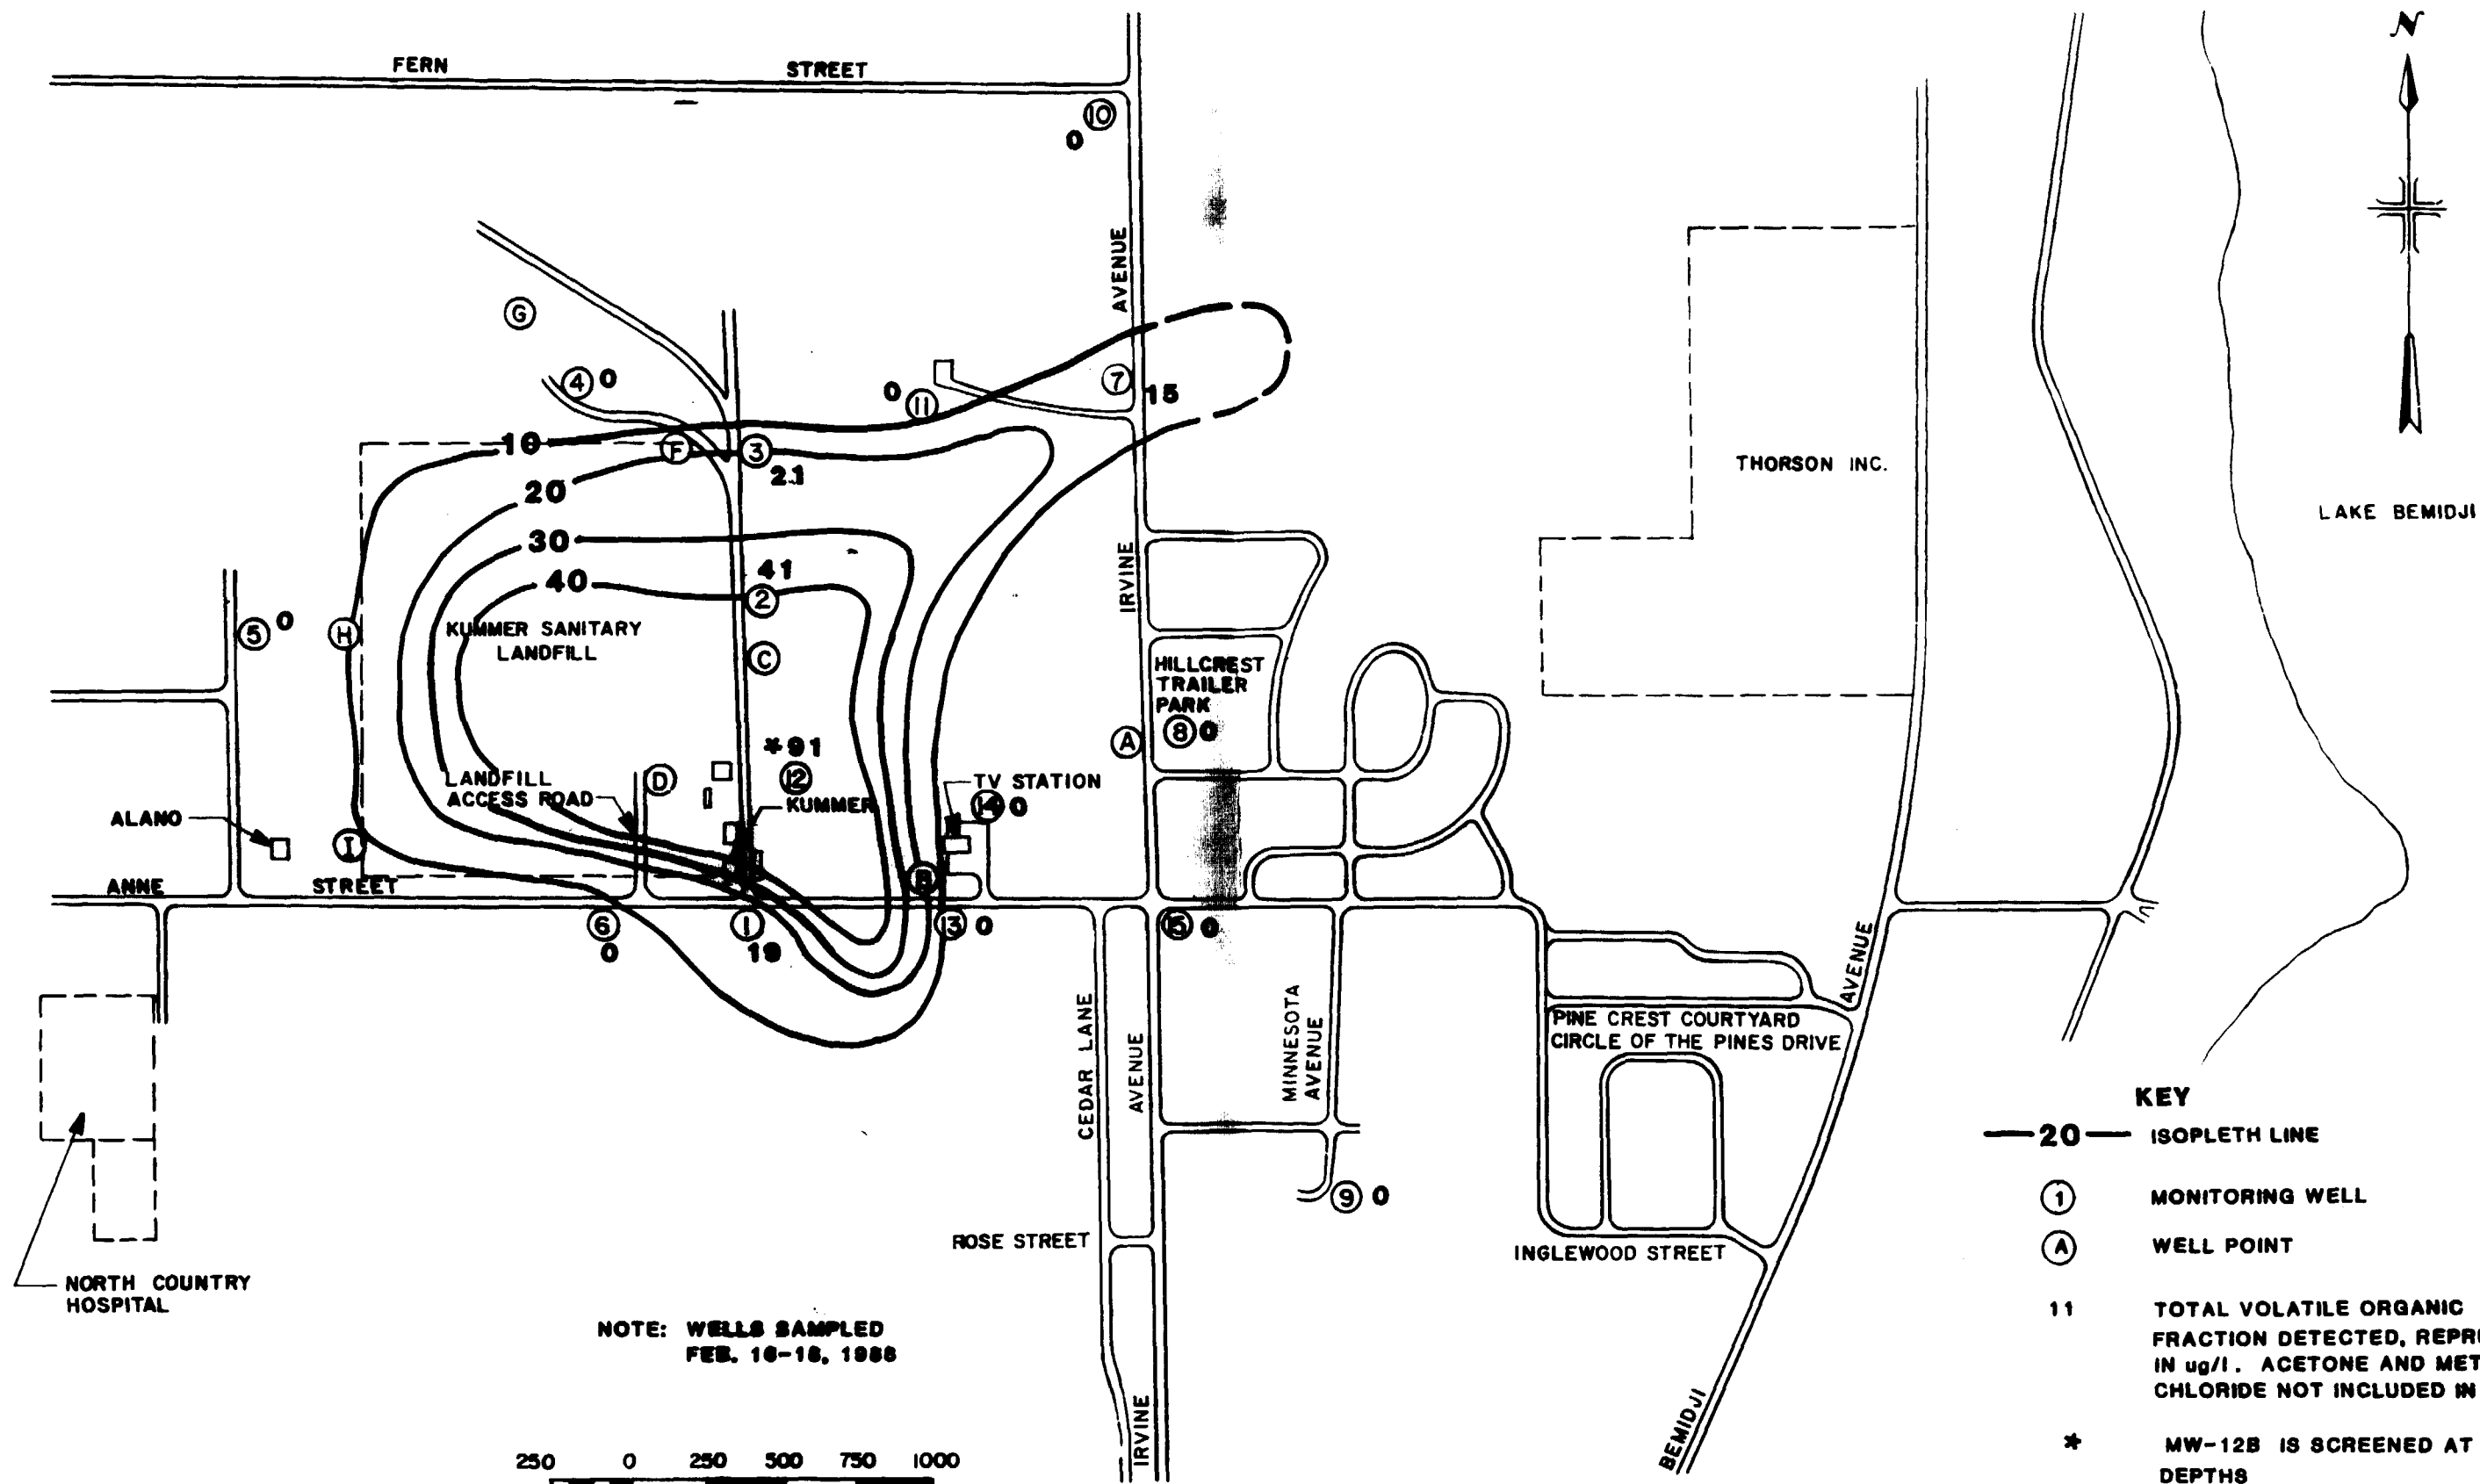 FERN STREET
N
10
0
AVENUE
G
4 0
0 11
7
15
10
F
3
21
THORSON INC.
20
LAKE BEMIDJI
30
40
41
2
IRVINE
5 0
H
KUMMER SANITARY
LANDFILL
C
HILLCREST
TRAILER
PARK
8 0
A
*91
12
D
LANDFILL
ACCESS ROAD
TV STATION
14 0
KUMMER
ALANO
I
B
ANNE STREET
6
0
1
19
13 0
15 0
AVENUE
CEDAR LANE
AVENUE
MINNESOTA
AVENUE
PINE CREST COURTYARD
CIRCLE OF THE PINES DRIVE
KEY
20 ISOPLETH LINE
1 MONITORING WELL
9 0
ROSE STREET
INGLEWOOD STREET
A WELL POINT
NORTH COUNTRY
HOSPITAL
11 TOTAL VOLATILE ORGANIC
FRACTION DETECTED,
IN ug/l. ACETONE AND
CHLORIDE NOT INCLUDED IN
NOTE: WELLS SAMPLED
FEB.
IRVINE
BEMIDJI
* MW-12B IS SCREENED AT
DEPTHS
250 0 250 500 750 1000